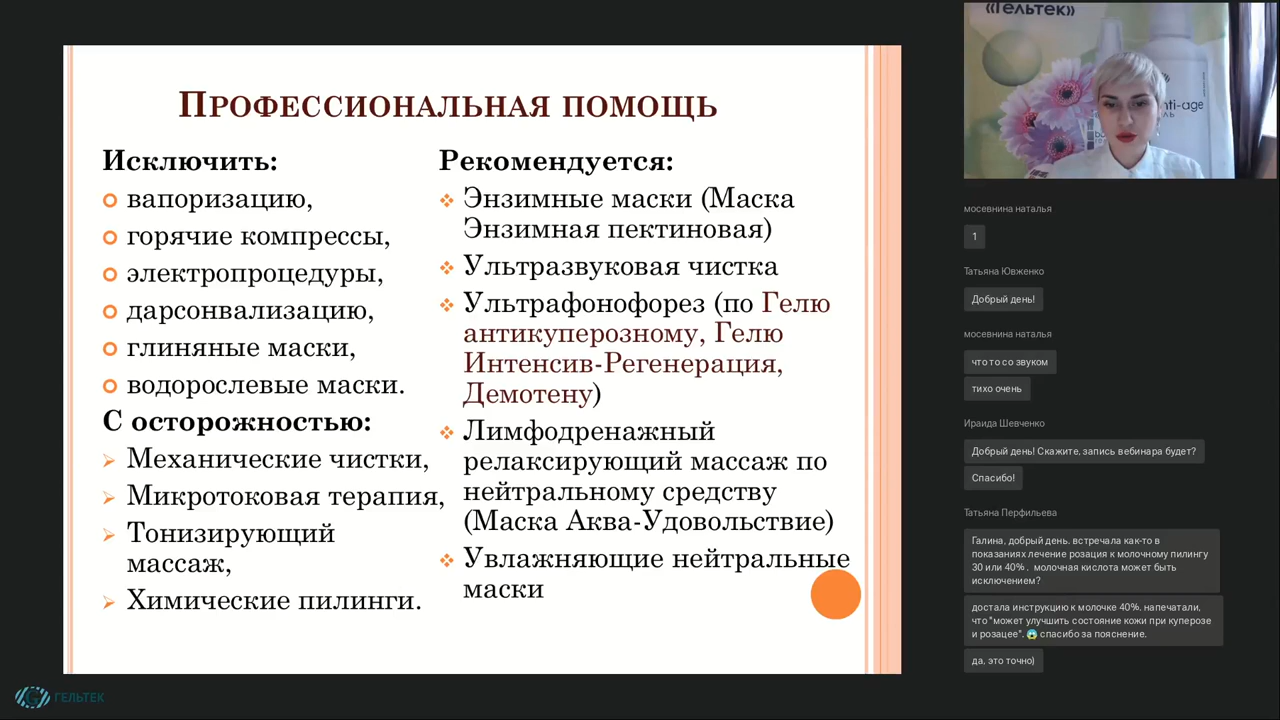 Профессиональная помощь
Исключить:
вапоризацию,
горячие компрессы,
электропроцедуры,
дарсонвализацию,
глиняные маски,
водорослевые маски.
С осторожностью:
Механические чистки,
Микротоковая терапия,
Тонизирующий
массаж,
Химические пилинги.
Рекомендуется:
Энзимные маски (Маска
Энзимная пектиновая)
Ультразвуковая чистка
Ультрафонофорез (по Гелю
антикуперозному, Гелю
Интенсив-Регенерация,
Демотену)
Лимфодренажный
релаксирующий массаж по
нейтральному средству
(Маска Аква-Удовольствие)
Увлажняющие нейтральные
маски
ГЕЛЬТЕК
«Гельтек»
nti-age
мосевнина наталья
1
Татьяна Ювженко
Добрый день!
мосевнина наталья
что то со звуком
тихо очень
Ираида Шевченко
Добрый день! Скажите, запись вебинара будет?
Спасибо!
Татьяна Перфильева
Галина, добрый день. встречала как-то в
показаниях лечение розация к молочному пилингу
30 или 40% . молочная кислота может быть
исключением?
достала инструкцию к молочке 40%. напечатали,
что "может улучшить состояние кожи при куперозе
и розацее". 😱 спасибо за пояснение.
да, это точно)